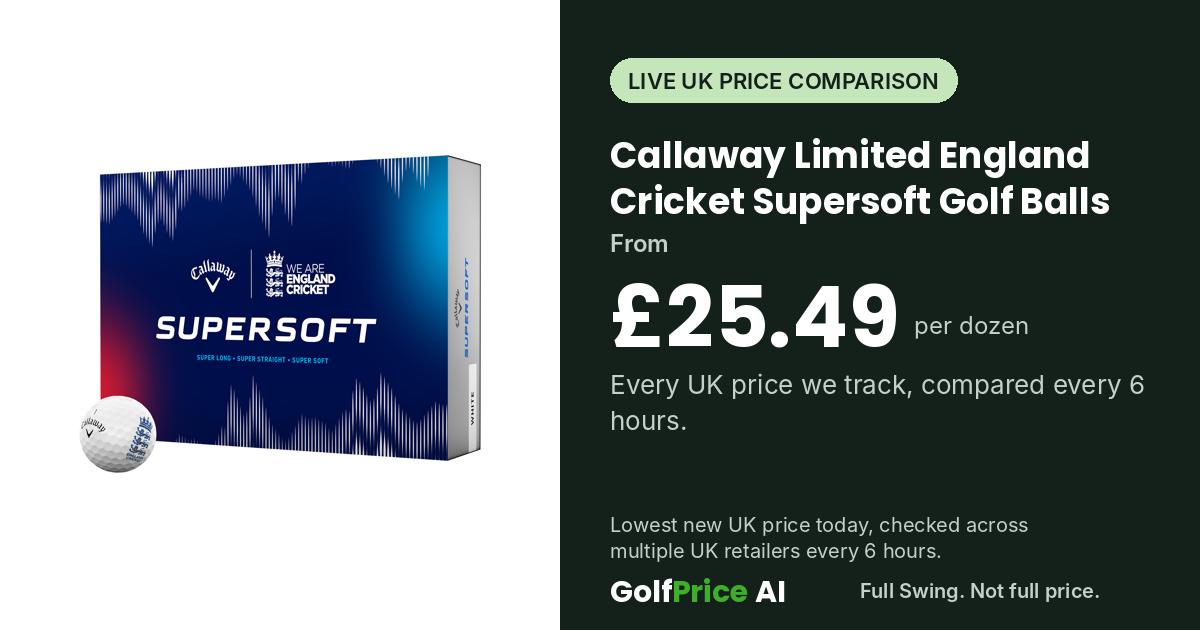 Callaway
WE ARE
ENGLAND
CRICKET
SUPERSOFT
SUPER LONG • SUPER STRAIGHT • SUPER SOFT
Callaway
SUPERSOFT
WHITE
Callaway
LIVE UK PRICE COMPARISON
Callaway Limited England
Cricket Supersoft Golf Balls
From
£25.49 per dozen
Every UK price we track, compared every 6
hours.
Lowest new UK price today, checked across
multiple UK retailers every 6 hours.
GolfPrice AI
Full Swing. Not full price.